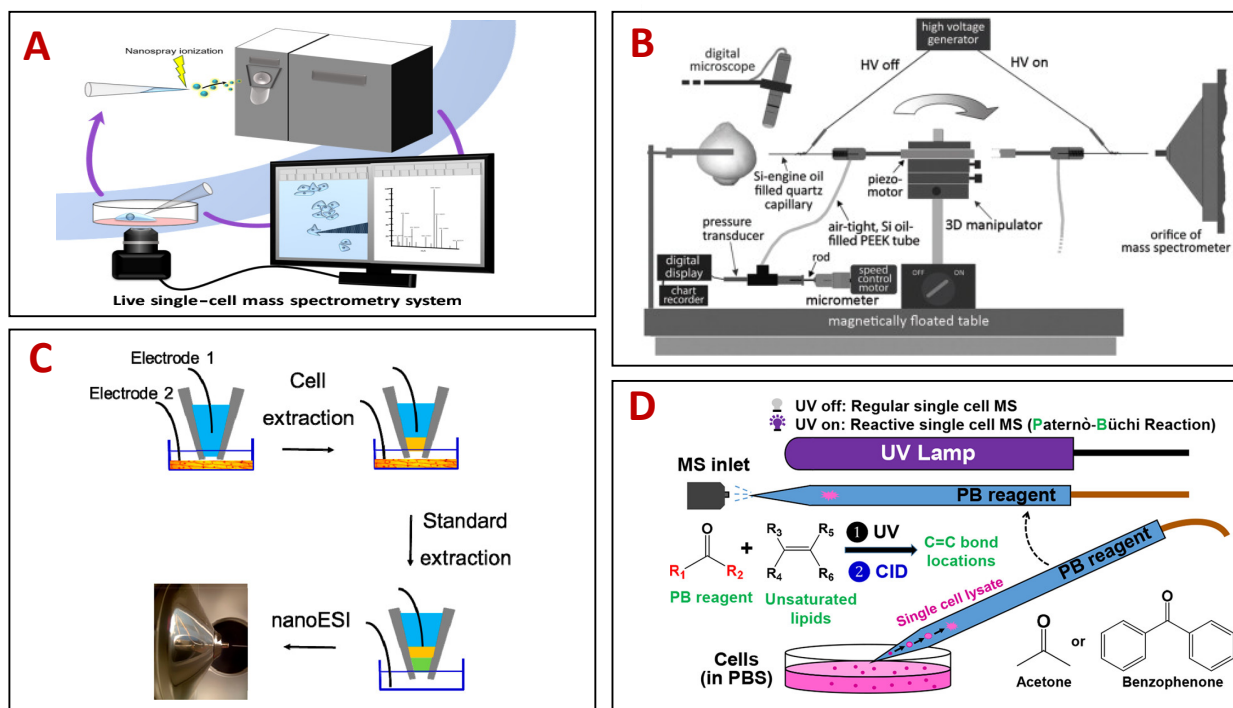 A
Nanospray ionization
Live single-cell mass spectrometry system
B
high voltage
generator
digital
microscope
HV off
HV on
Si-engine oil
filled quartz
capillary
piezo-
motor
3D manipulator
orifice of
mass spectrometer
pressure
transducer
air-tight, Si oil-
filled PEEK tube
rod
digital
display
chart
recorder
speed
control
motor
micrometer
OFF
ON
magnetically floated table
C
Electrode 1
Electrode 2
Cell
extraction
Standard
extraction
nanoESI
D
UV off: Regular single cell MS
UV on: Reactive single cell MS (Paternò-Büchi Reaction)
UV Lamp
MS inlet
PB reagent
O
R1
R2
+
R3
R5
R4
R6
1 UV
2 CID
C=C bond
locations
PB reagent
Unsaturated
lipids
PB reagent
Single cell lysate
Cells
(in PBS)
O
or
O
Acetone
Benzophenone